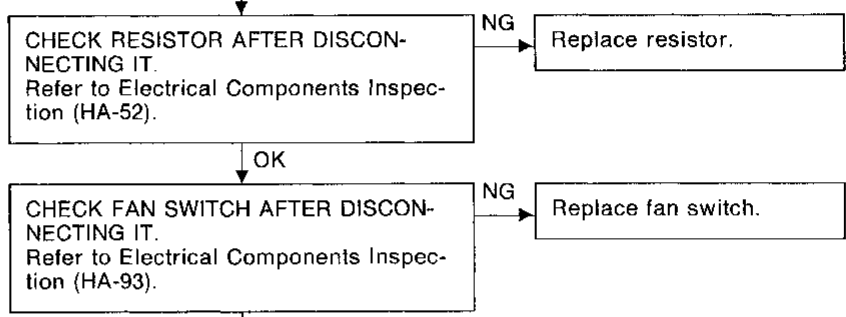 CHECK RESISTOR AFTER DISCON-
NECTING IT.
Refer to Electrical Components Inspec-
tion (HA-52).
NG
Replace resistor.
OK
CHECK FAN SWITCH AFTER DISCON-
NECTING IT.
Refer to Electrical Components Inspec-
tion (HA-93).
NG
Replace fan switch.